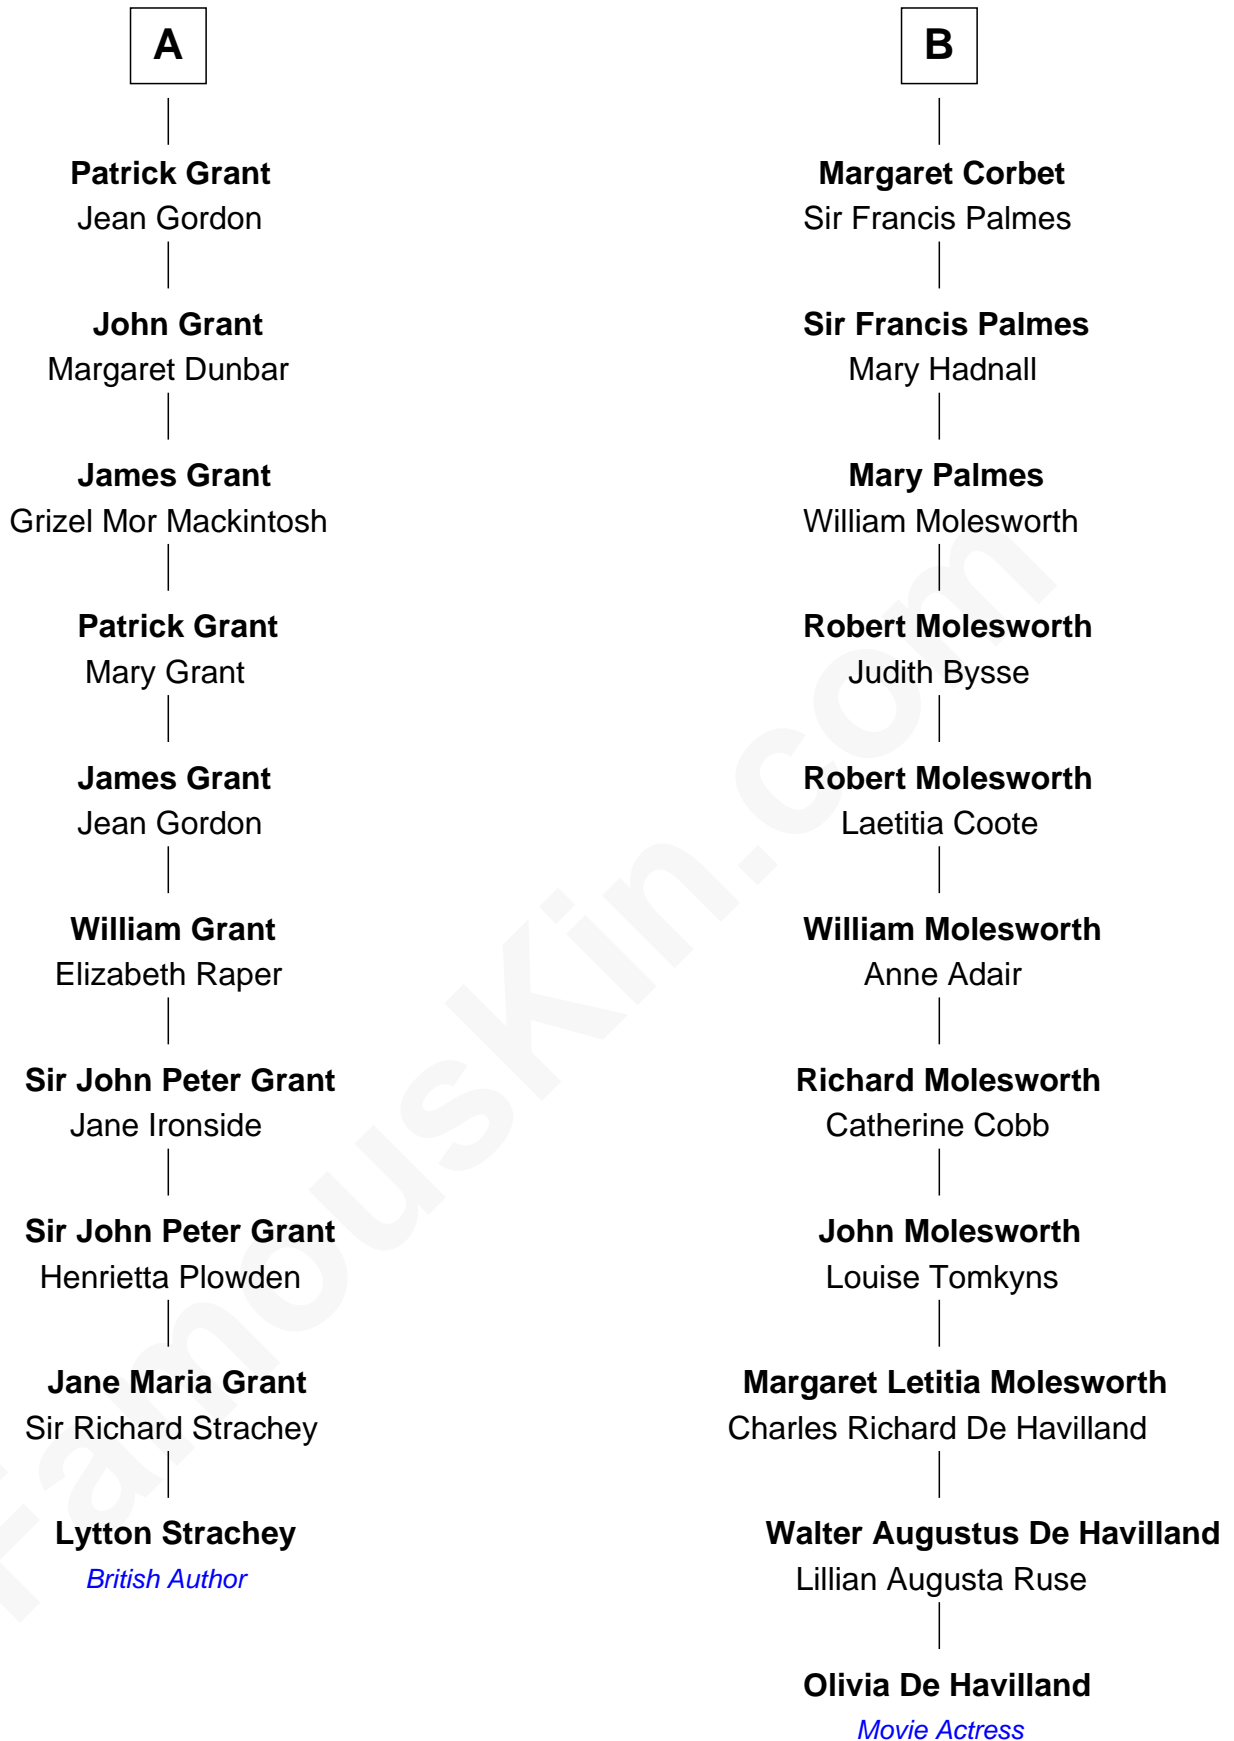 A
Patrick Grant
Jean Gordon
John Grant
Margaret Dunbar
James Grant
Grizel Mor Mackintosh
Patrick Grant
Mary Grant
James Grant
Jean Gordon
William Grant
Elizabeth Raper
Sir John Peter Grant
Jane Ironside
Sir John Peter Grant
Henrietta Plowden
Jane Maria Grant
Sir Richard Strachey
Lytton Strachey
British Author
B
Margaret Corbet
Sir Francis Palmes
Sir Francis Palmes
Mary Hadnall
Mary Palmes
William Molesworth
Robert Molesworth
Judith Bysse
Robert Molesworth
Laetitia Coote
William Molesworth
Anne Adair
Richard Molesworth
Catherine Cobb
John Molesworth
Louise Tomkyns
Margaret Letitia Molesworth
Charles Richard De Havilland
Walter Augustus De Havilland
Lillian Augusta Ruse
Olivia De Havilland
Movie Actress
FamousKin.com